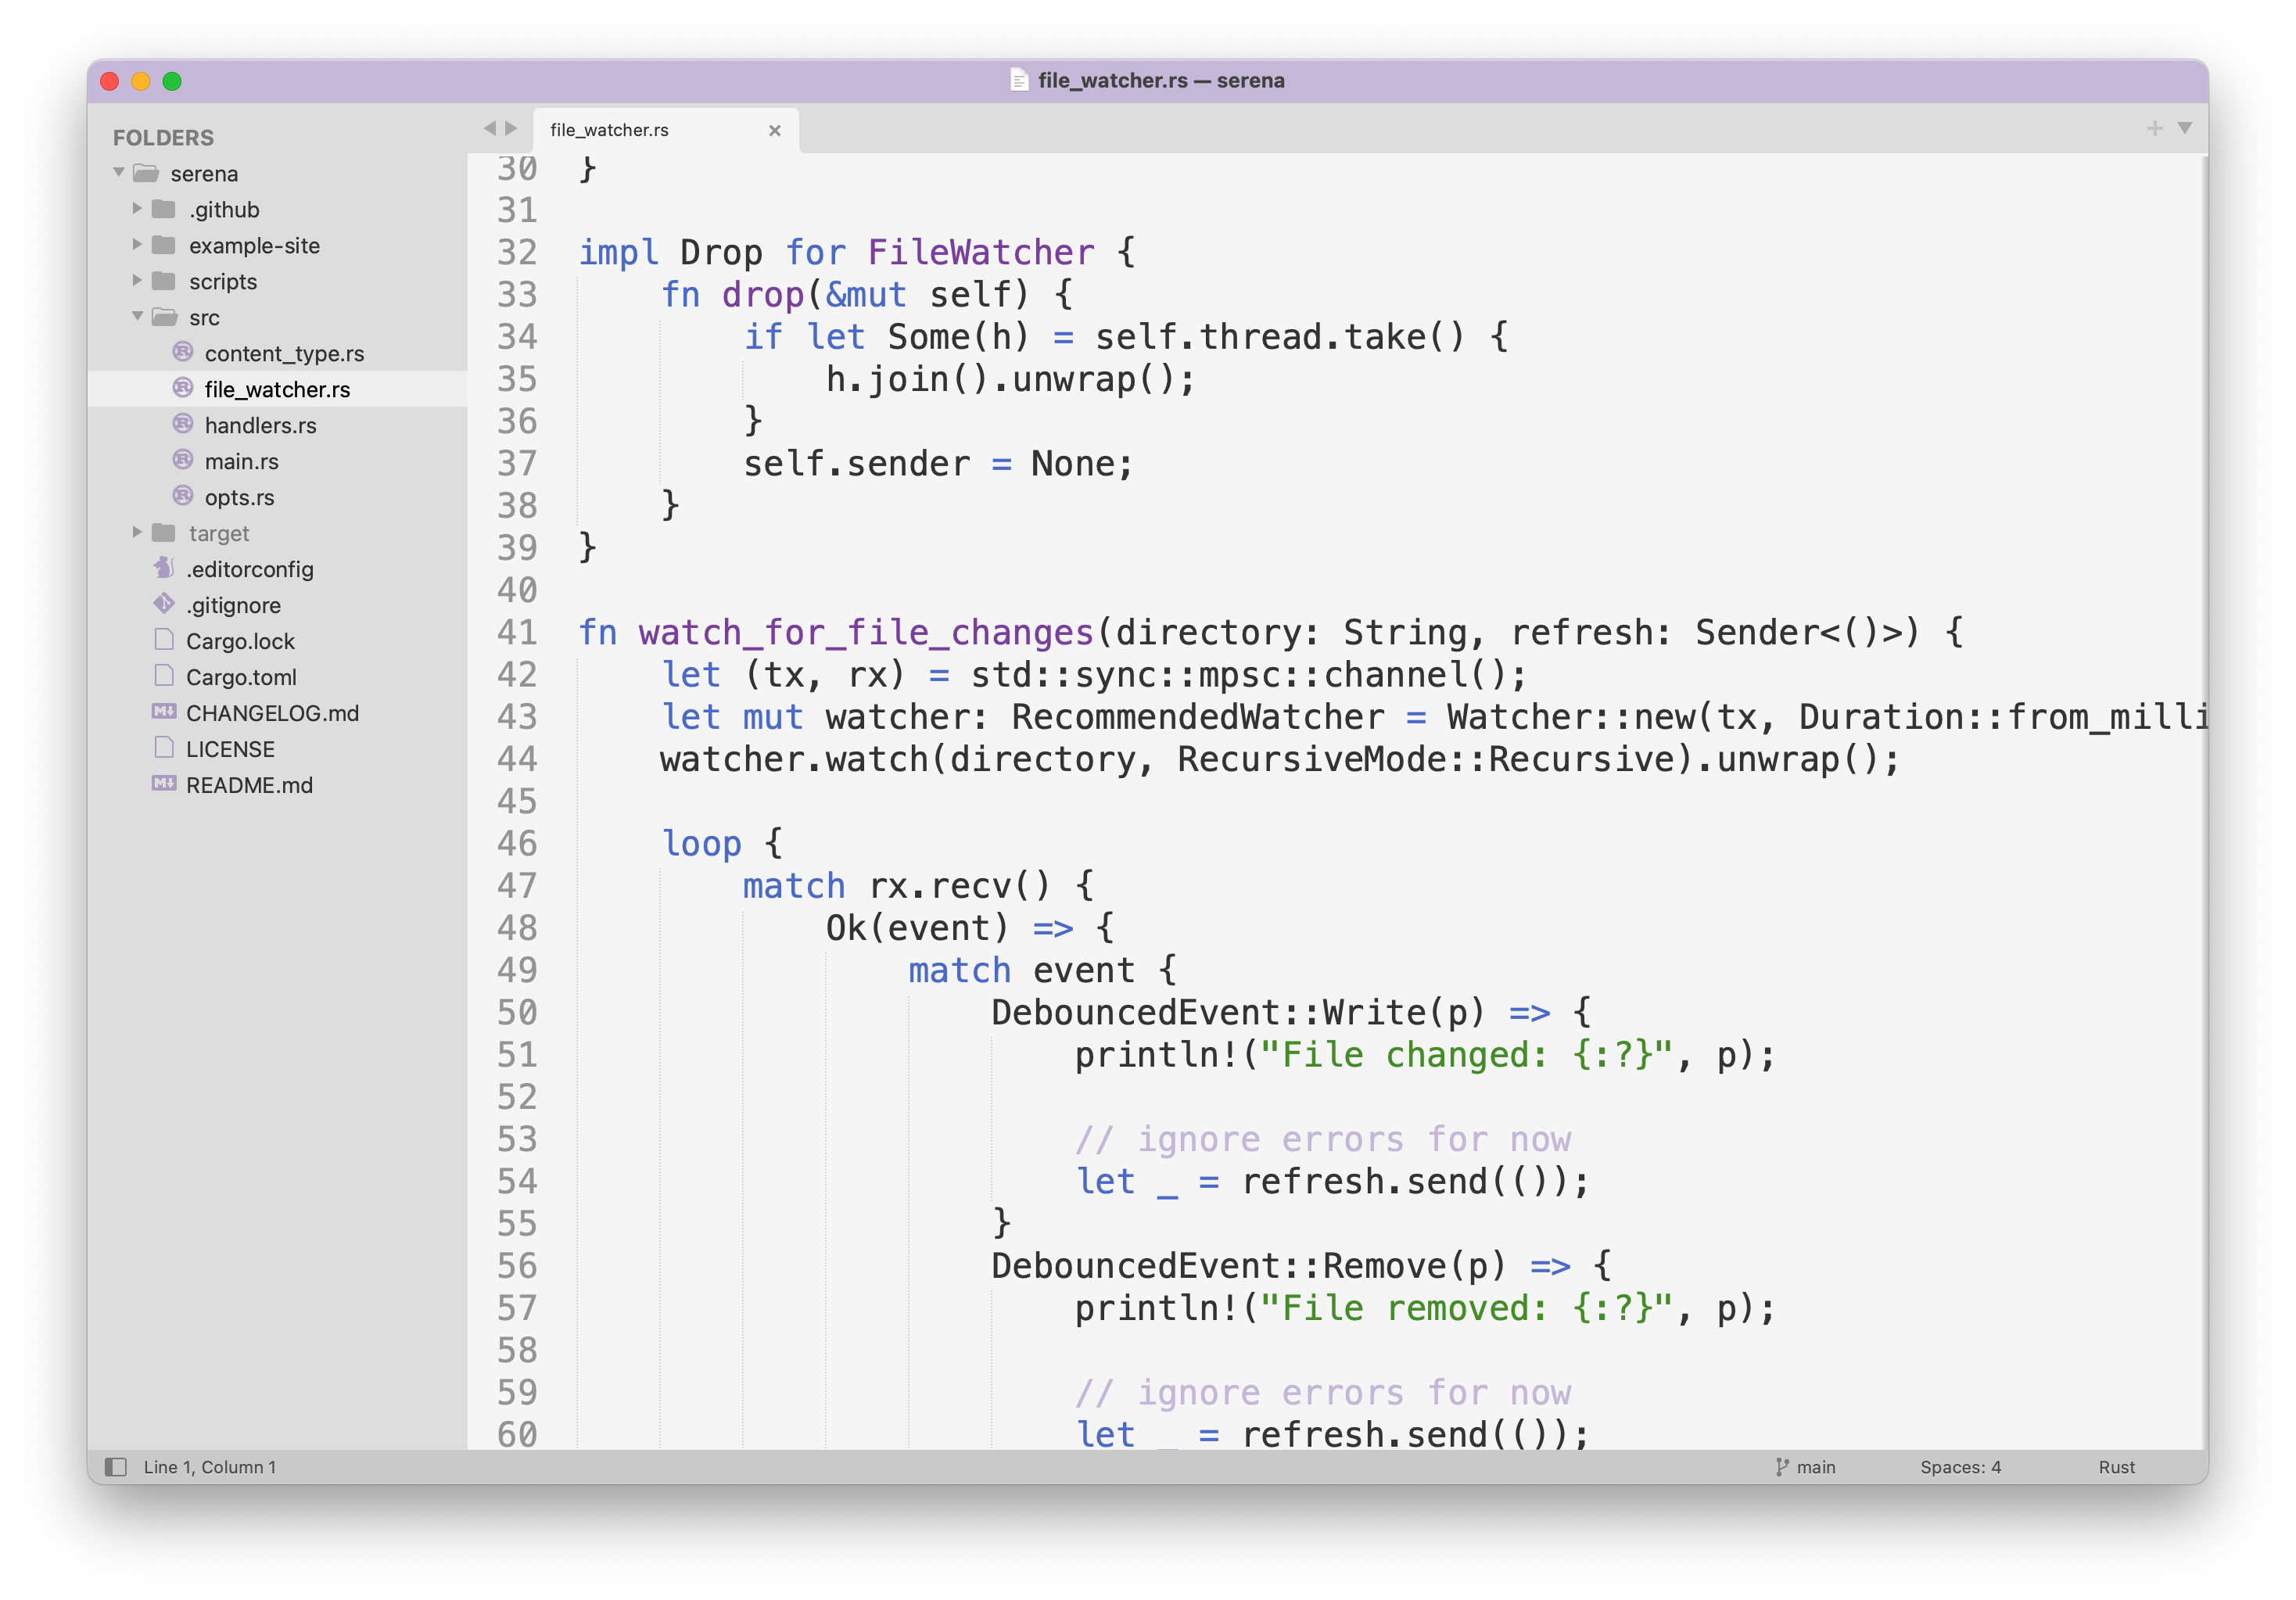 file_watcher.rs — serena
FOLDERS
serena
.github
example-site
scripts
src
content_type.rs
file_watcher.rs
handlers.rs
main.rs
opts.rs
target
.editorconfig
.gitignore
Cargo.lock
Cargo.toml
CHANGELOG.md
LICENSE
README.md
file_watcher.rs
30 }
31
32 impl Drop for FileWatcher {
33     fn drop(&mut self) {
34         if let Some(h) = self.thread.take() {
35             h.join().unwrap();
36         }
37         self.sender = None;
38     }
39 }
40
41 fn watch_for_file_changes(directory: String, refresh: Sender<()>) {
42     let (tx, rx) = std::sync::mpsc::channel();
43     let mut watcher: RecommendedWatcher = Watcher::new(tx, Duration::from_milli
44     watcher.watch(directory, RecursiveMode::Recursive).unwrap();
45
46     loop {
47         match rx.recv() {
48             Ok(event) => {
49                 match event {
50                     DebouncedEvent::Write(p) => {
51                         println!("File changed: {:?}", p);
52
53                         // ignore errors for now
54                         let _ = refresh.send(());
55                     }
56                     DebouncedEvent::Remove(p) => {
57                         println!("File removed: {:?}", p);
58
59                         // ignore errors for now
60                         let _ = refresh.send(());
Line 1, Column 1
main
Spaces: 4
Rust